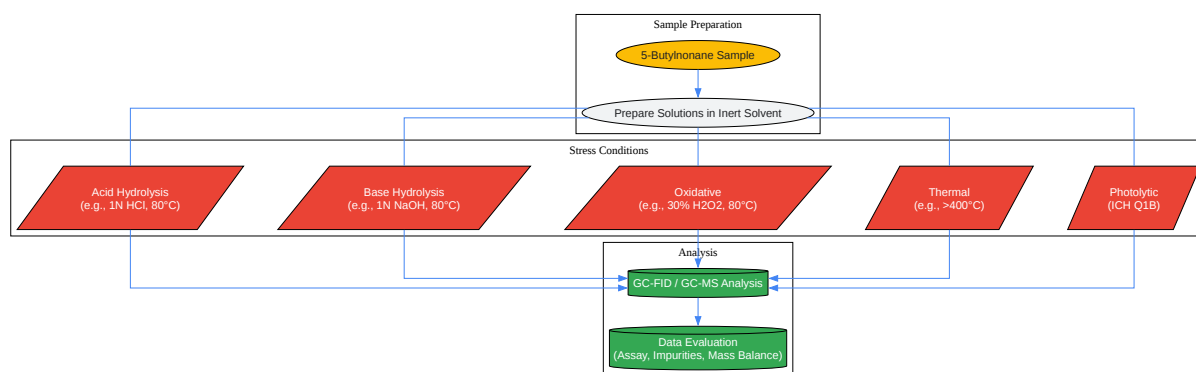 Sample Preparation
5-Butylnonane Sample
Prepare Solutions in Inert Solvent
Stress Conditions
Acid Hydrolysis
(e.g., 1N HCl, 80°C)
Base Hydrolysis
(e.g., 1N NaOH, 80°C)
Oxidative
(e.g., 30% H2O2, 80°C)
Thermal
(e.g., >400°C)
Photolytic
(ICH Q1B)
Analysis
GC-FID / GC-MS Analysis
Data Evaluation
(Assay, Impurities, Mass Balance)